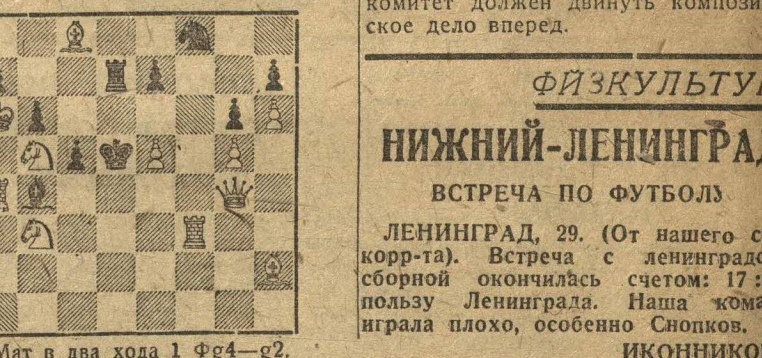 комитет должен двинуть
ское дело вперед.
ФИЗКУЛЬТУ
НИЖНИЙ-ЛЕНИНГРАД
ВСТРЕЧА ПО ФУТБОЛУ
ЛЕНИНГРАД, 29. (От нашего с
корр-та). Встреча с ленинградс
сборной окончилась счетом: 17 :
пользу Ленинграда. Наша кома
играла плохо, особенно Снопков.
ИКОННИКО
Мат в два хода 1 Фg4—g2.